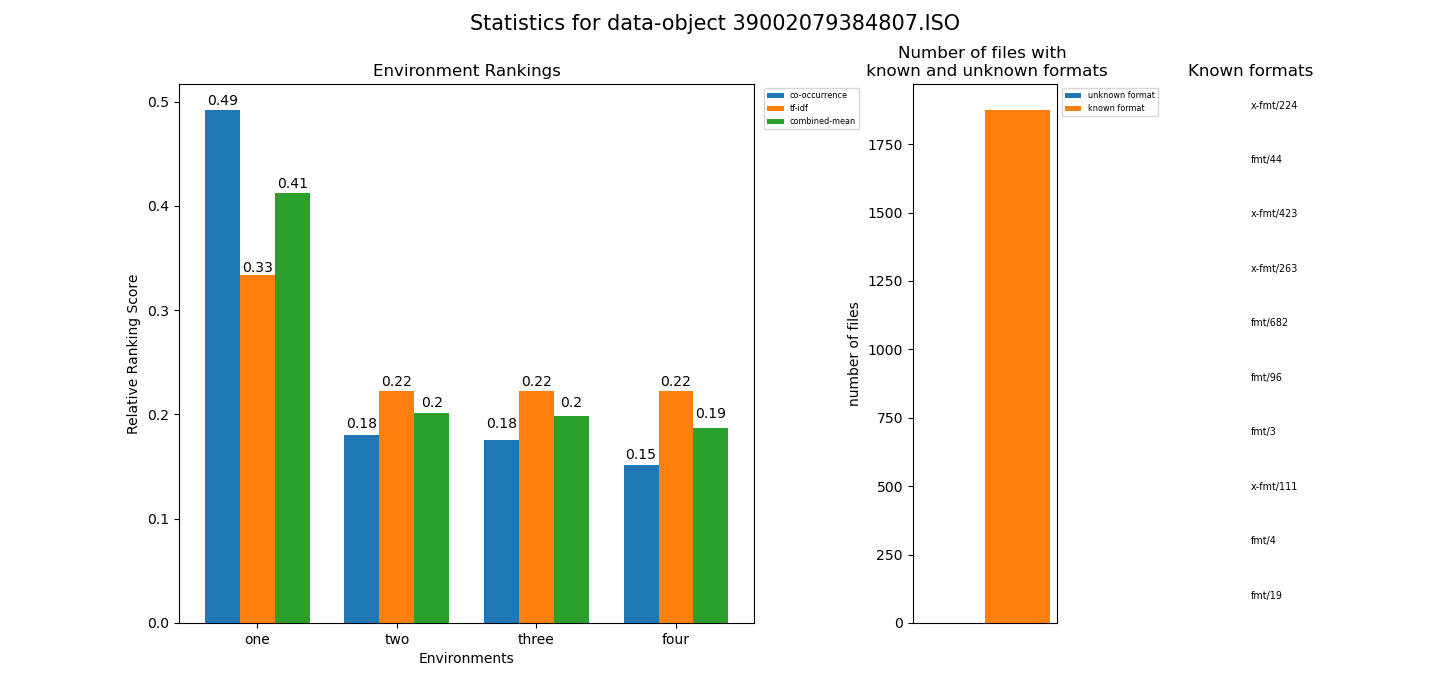 Statistics for data-object 39002079384807.ISO
Environment Rankings
0.5
0.4
0.3
0.2
0.1
0.0
Relative Ranking Score
0.49
0.33
0.41
0.18
0.22
0.2
0.18
0.22
0.2
0.15
0.22
0.19
one
two
three
four
Environments
co-occurrence
tf-idf
combined-mean
Number of files with
known and unknown formats
1750
1500
1250
1000
750
500
250
0
number of files
unknown format
known format
Known formats
x-fmt/224
fmt/44
x-fmt/423
x-fmt/263
fmt/682
fmt/96
fmt/3
x-fmt/111
fmt/4
fmt/19